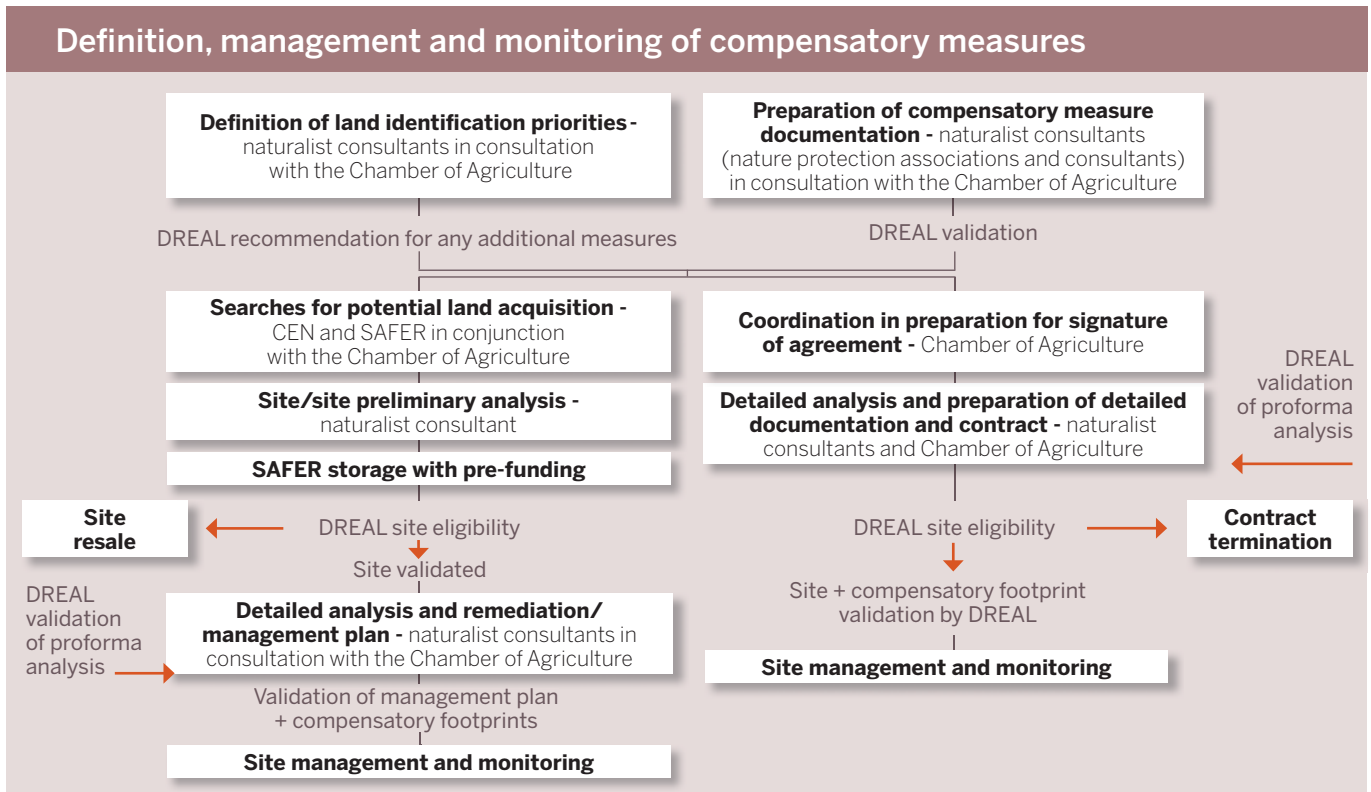 Definition, management and monitoring of compensatory measures
Definition of land identification priorities -
naturalist consultants in consultation
with the Chamber of Agriculture
Preparation of compensatory measure
documentation - naturalist consultants
(nature protection associations and consultants)
in consultation with the Chamber of Agriculture
DREAL recommendation for any additional measures
DREAL validation
Searches for potential land acquisition -
CEN and SAFER in conjunction
with the Chamber of Agriculture
Coordination in preparation for signature
of agreement - Chamber of Agriculture
Site/site preliminary analysis -
naturalist consultant
Detailed analysis and preparation of detailed
documentation and contract - naturalist
consultants and Chamber of Agriculture
DREAL
validation
of proforma
analysis
SAFER storage with pre-funding
Site
resale
DREAL site eligibility
DREAL site eligibility
Contract
termination
Site validated
Site + compensatory footprint
validation by DREAL
DREAL
validation
of proforma
analysis
Detailed analysis and remediation/
management plan - naturalist consultants in
consultation with the Chamber of Agriculture
Site management and monitoring
Validation of management plan
+ compensatory footprints
Site management and monitoring